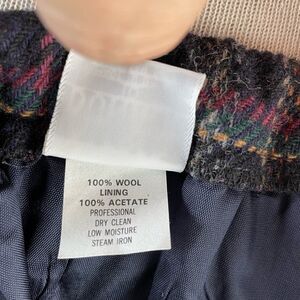 100% WOOL
LINING
100% ACETATE
PROFESSIONAL
DRY CLEAN
LOW MOISTURE
STEAM IRON